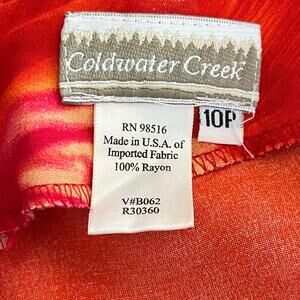 Coldwater Creek
10P
RN 98516
Made in U.S.A. of
Imported Fabric
100% Rayon
V#B062
R30360